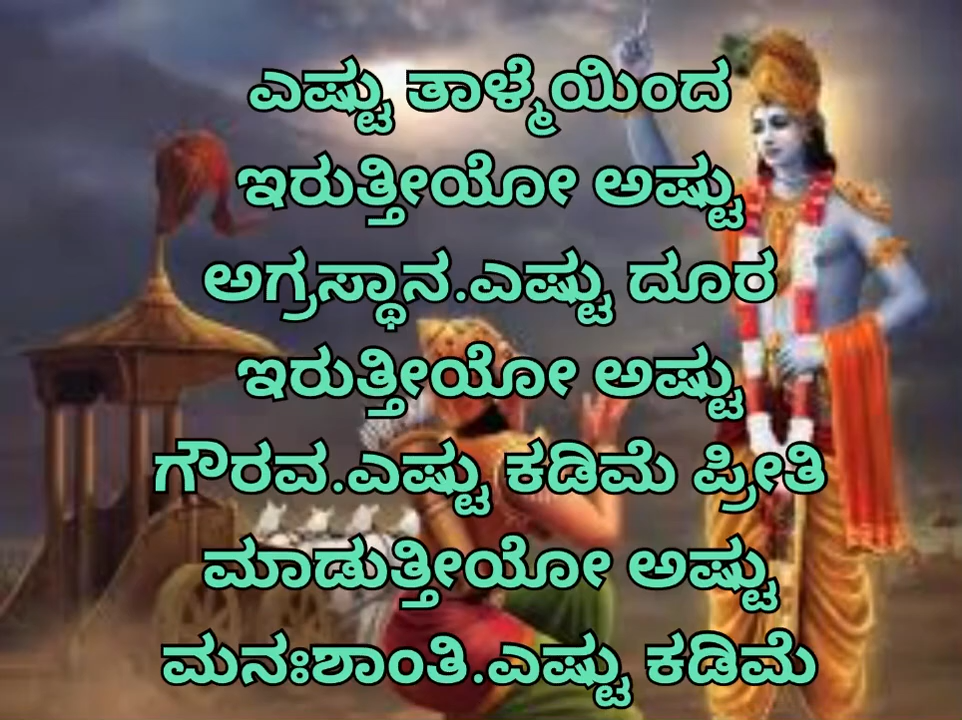 ಎಷ್ಟು ತಾಳ್ಮೆಯಿಂದ
ಇರುತ್ತೀಯೋ ಅಷ್ಟು
ಅಗ್ರಸ್ಥಾನ.ಎಷ್ಟು ದೂರ
ಇರುತ್ತೀಯೋ ಅಷ್ಟು
ಗೌರವ.ಎಷ್ಟು ಕಡಿಮೆ ಪ್ರೀತಿ
ಮಾಡುತ್ತೀಯೋ ಅಷ್ಟು
ಮನಃಶಾಂತಿ.ಎಷ್ಟು ಕಡಿಮೆ